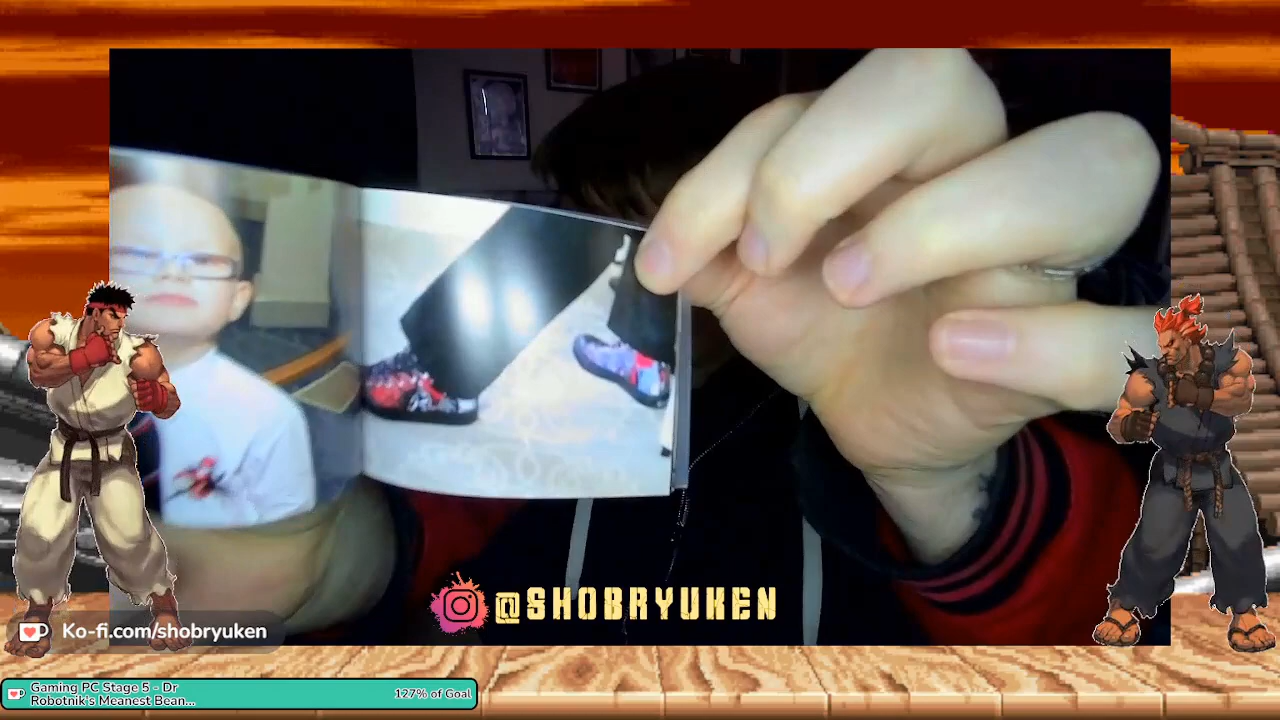 @SHOBRYUKEN
Ko-fi.com/shobryuken
Gaming PC Stage 5 - Dr
Robotnik's Meanest Bean...
127% of Goal